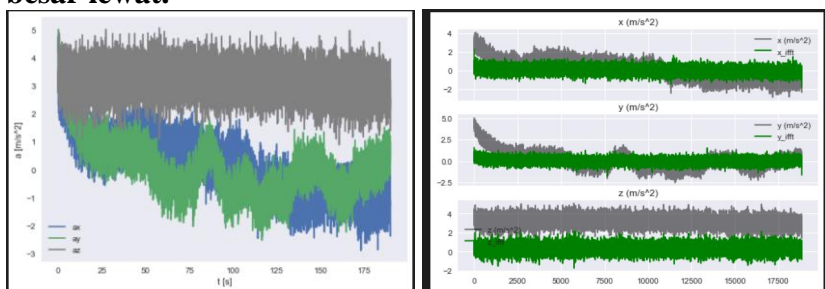 besar lewat.
5
4
3
2
1
0
−1
−2
−3
a [m/s^2]
ax
ay
az
0 25 50 75 100 125 150 175
t [s]
x (m/s^2)
4
2
0
−2
x (m/s^2)
x_ifft
y (m/s^2)
5.0
2.5
0.0
−2.5
y (m/s^2)
y_ifft
z (m/s^2)
4
2
0
−2
z (m/s^2)
z_ifft
0 2500 5000 7500 10000 12500 15000 17500